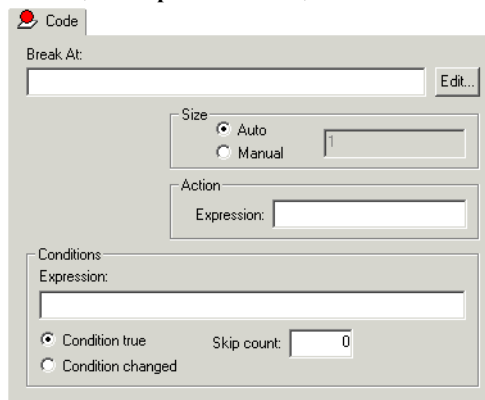 Code
Break At:
Edit...
Size
Auto
1
Manual
Action
Expression:
Conditions
Expression:
Condition true
Skip count:
0
Condition changed